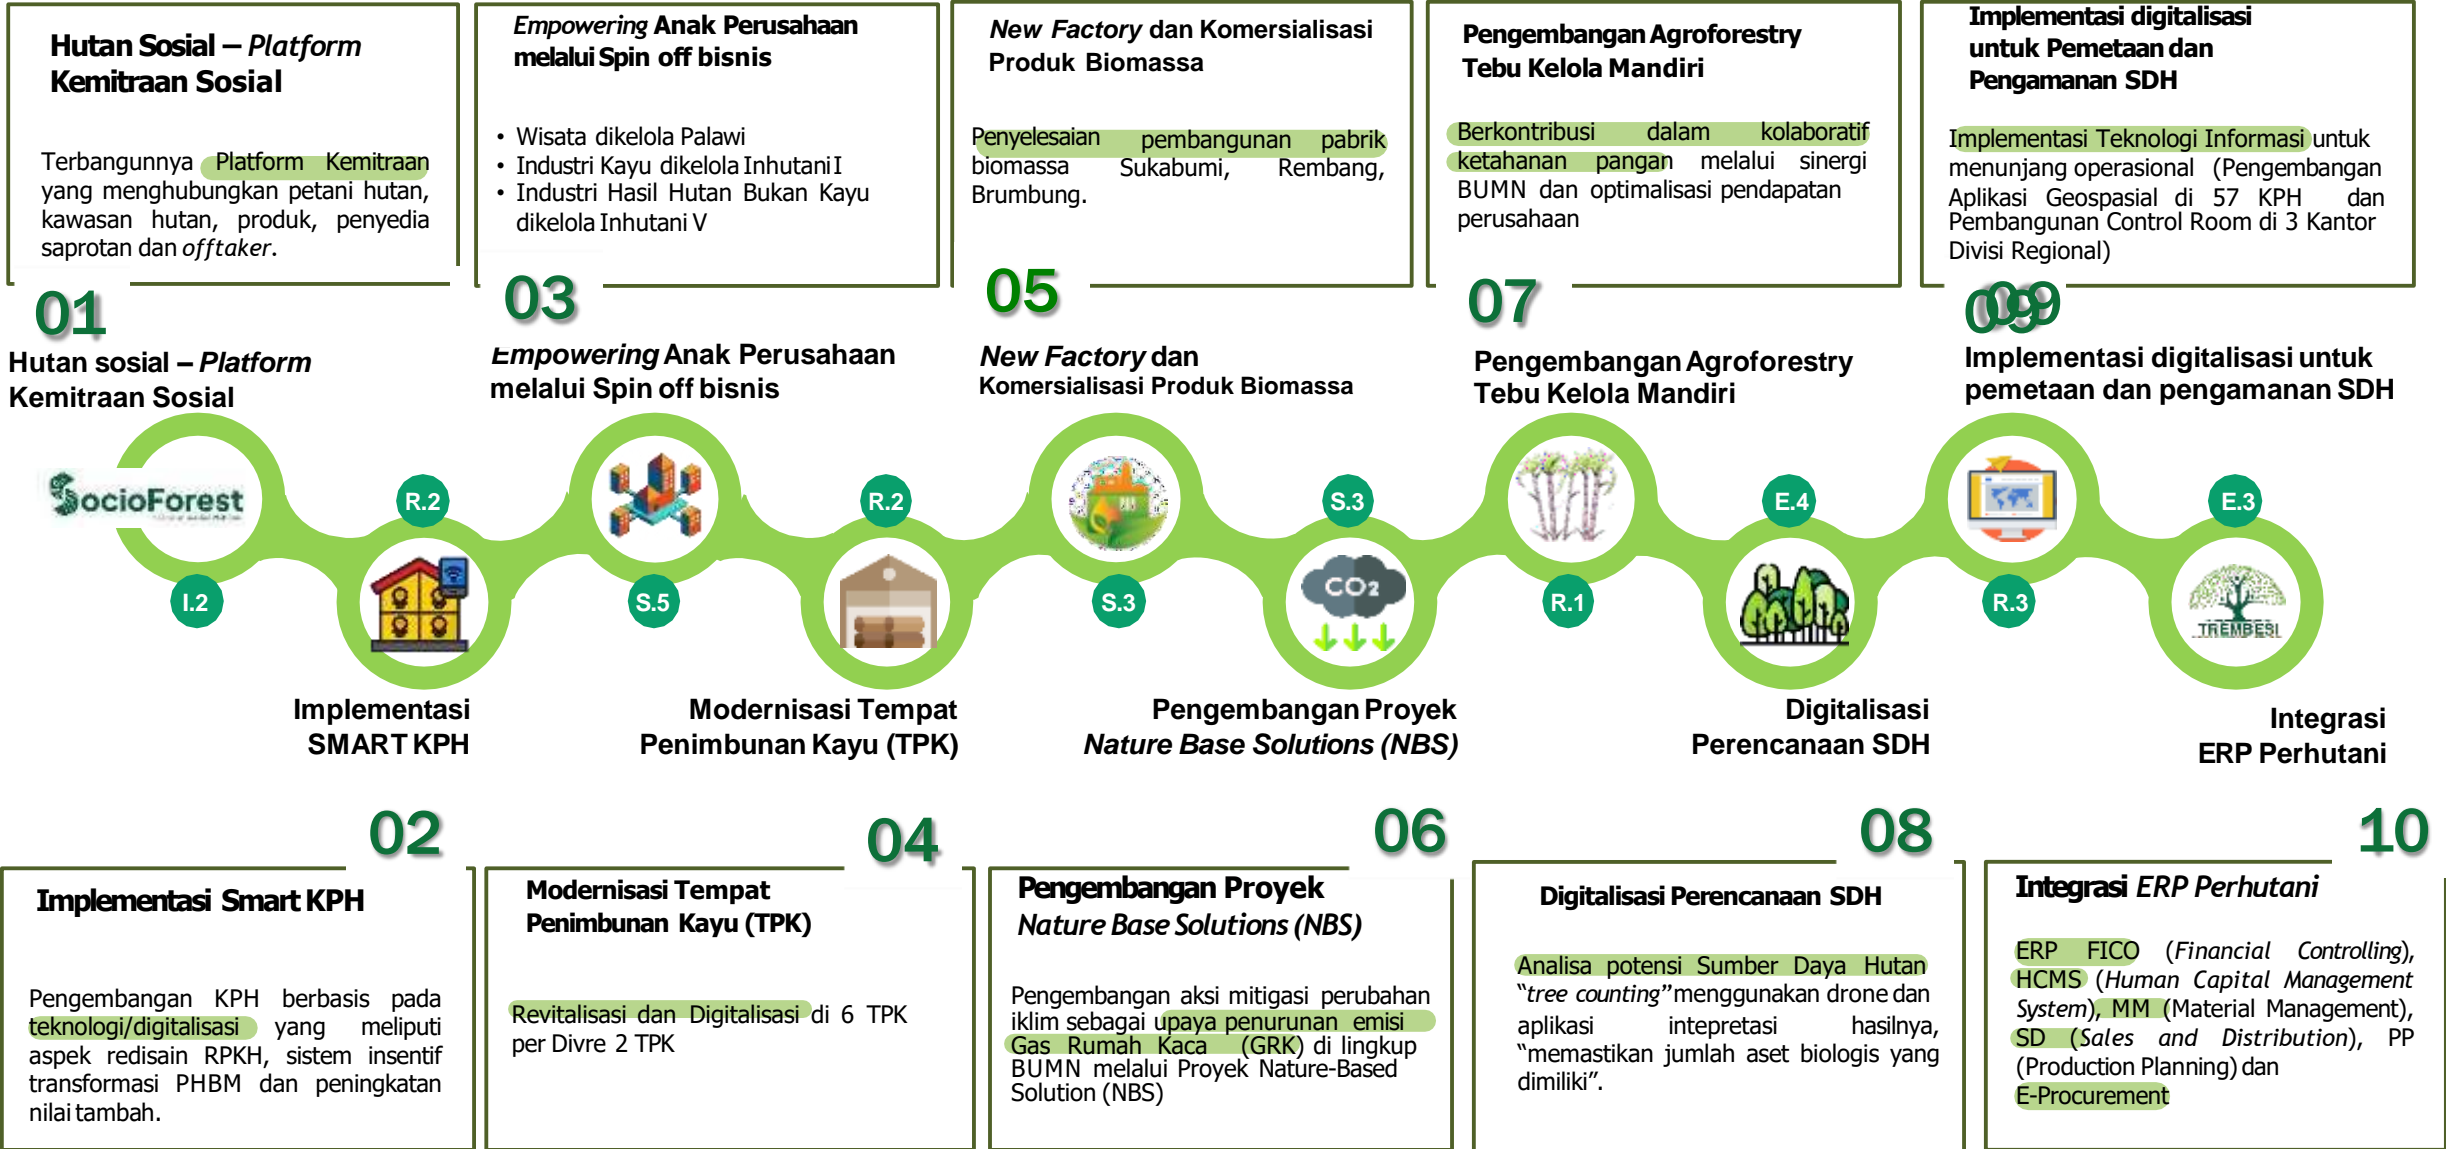 Hutan Sosial – Platform
Kemitraan Sosial
Terbangunnya Platform Kemitraan
yang menghubungkan petani hutan,
kawasan hutan, produk, penyedia
saprotan dan offtaker.
Empowering Anak Perusahaan
melalui Spin off bisnis
• Wisata dikelola Palawi
• Industri Kayu dikelola Inhutani I
• Industri Hasil Hutan Bukan Kayu
dikelola Inhutani V
New Factory dan Komersialisasi
Produk Biomassa
Penyelesaian pembangunan pabrik
biomassa Sukabumi, Rembang,
Brumbung.
Pengembangan Agroforestry
Tebu Kelola Mandiri
Berkontribusi dalam kolaboratif
ketahanan pangan melalui sinergi
BUMN dan optimalisasi pendapatan
perusahaan
Implementasi digitalisasi
untuk Pemetaan dan
Pengamanan SDH
Implementasi Teknologi Informasi untuk
menunjang operasional (Pengembangan
Aplikasi Geospasial di 57 KPH dan
Pembangunan Control Room di 3 Kantor
Divisi Regional)
01
03
05
07
09
09
Hutan sosial – Platform
Kemitraan Sosial
Empowering Anak Perusahaan
melalui Spin off bisnis
New Factory dan
Komersialisasi Produk Biomassa
Pengembangan Agroforestry
Tebu Kelola Mandiri
Implementasi digitalisasi untuk
pemetaan dan pengamanan SDH
SocioForest
R.2
R.2
S.3
E.4
E.3
CO2
TREMBESI
I.2
S.5
S.3
R.1
R.3
Implementasi
SMART KPH
Modernisasi Tempat
Penimbunan Kayu (TPK)
Pengembangan Proyek
Nature Base Solutions (NBS)
Digitalisasi
Perencanaan SDH
Integrasi
ERP Perhutani
02
04
06
08
10
Implementasi Smart KPH
Pengembangan KPH berbasis pada
teknologi/digitalisasi yang meliputi
aspek redisain RPKH, sistem insentif
transformasi PHBM dan peningkatan
nilai tambah.
Modernisasi Tempat
Penimbunan Kayu (TPK)
Revitalisasi dan Digitalisasi di 6 TPK
per Divre 2 TPK
Pengembangan Proyek
Nature Base Solutions (NBS)
Pengembangan aksi mitigasi perubahan
iklim sebagai upaya penurunan emisi
Gas Rumah Kaca (GRK) di lingkup
BUMN melalui Proyek Nature-Based
Solution (NBS)
Digitalisasi Perencanaan SDH
Analisa potensi Sumber Daya Hutan
“tree counting” menggunakan drone dan
aplikasi intepretasi hasilnya,
“memastikan jumlah aset biologis yang
dimiliki”.
Integrasi ERP Perhutani
ERP FICO (Financial Controlling),
HCMS (Human Capital Management
System), MM (Material Management),
SD (Sales and Distribution), PP
(Production Planning) dan
E-Procurement